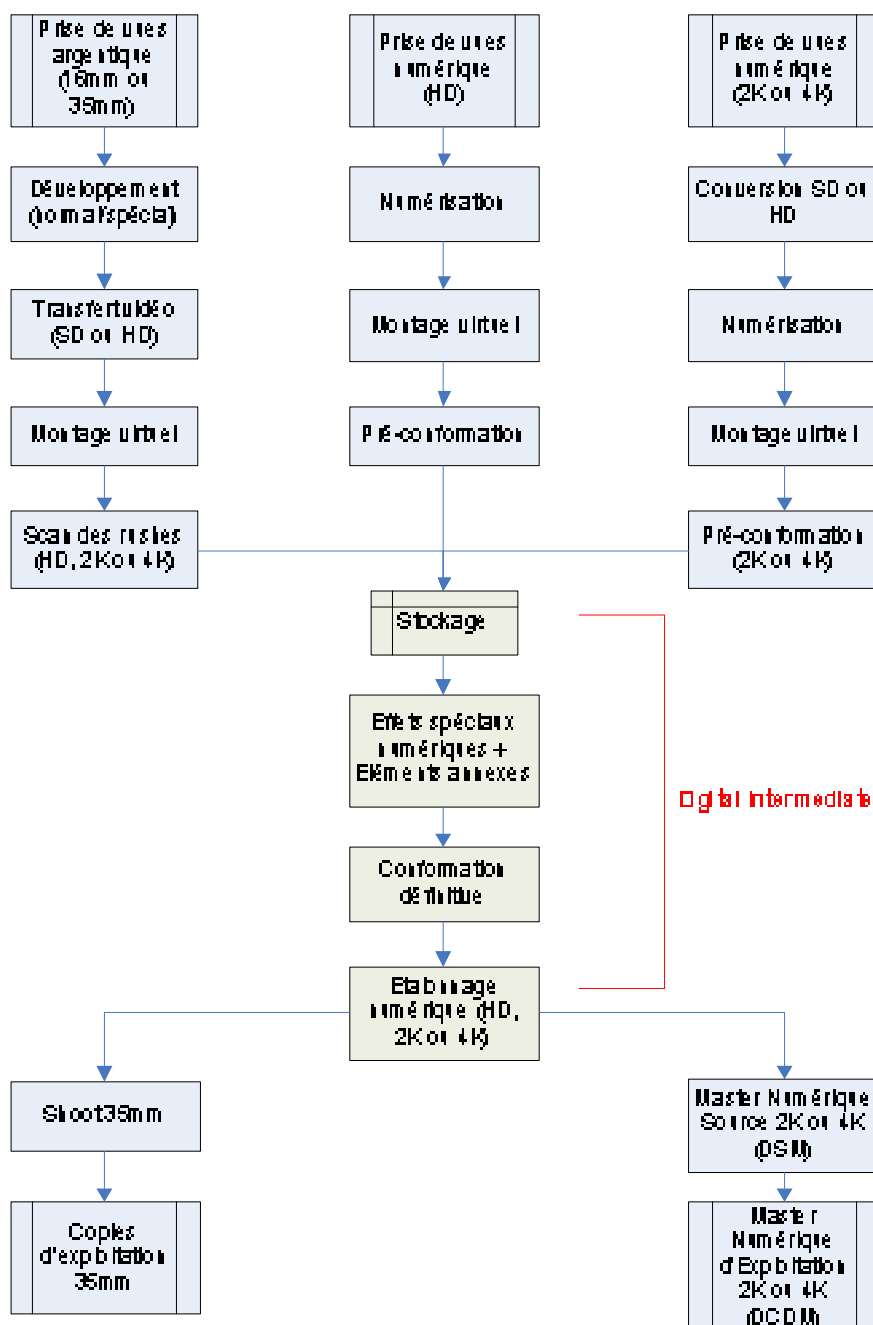 Prise de vues
argentique
(16mm ou
35mm)
Prise de vues
numérique
(HD)
Prise de vues
numérique
(2K ou 4K)
Développement
(normal/spécial)
Numérisation
Conversion SD ou
HD
Transfert vidéo
(SD ou HD)
Montage virtuel
Numérisation
Montage virtuel
Pré-conformation
Montage virtuel
Scan des rushes
(HD, 2K ou 4K)
Pré-conformation
(2K ou 4K)
Stockage
Effets spéciaux
numériques +
Eléments annexes
Digital Intermediate
Conformation
définitive
Etalonnage
numérique (HD,
2K ou 4K)
Shoot 35mm
Master Numérique
Source 2K ou 4K
(DSM)
Copies
d'exploitation
35mm
Master
Numérique
d'Exploitation
2K ou 4K
(DCDM)